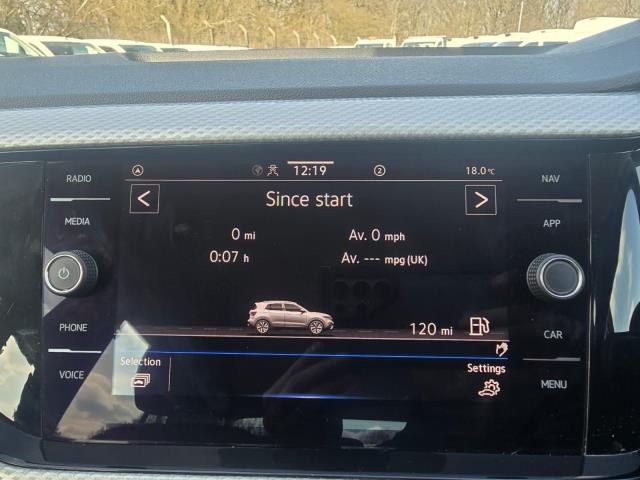 RADIO
MEDIA
PHONE
VOICE
12:19
2
18.0°C
Since start
0 mi
Av. 0 mph
0:07 h
Av. --- mpg (UK)
120 mi
Selection
Settings
NAV
APP
CAR
MENU